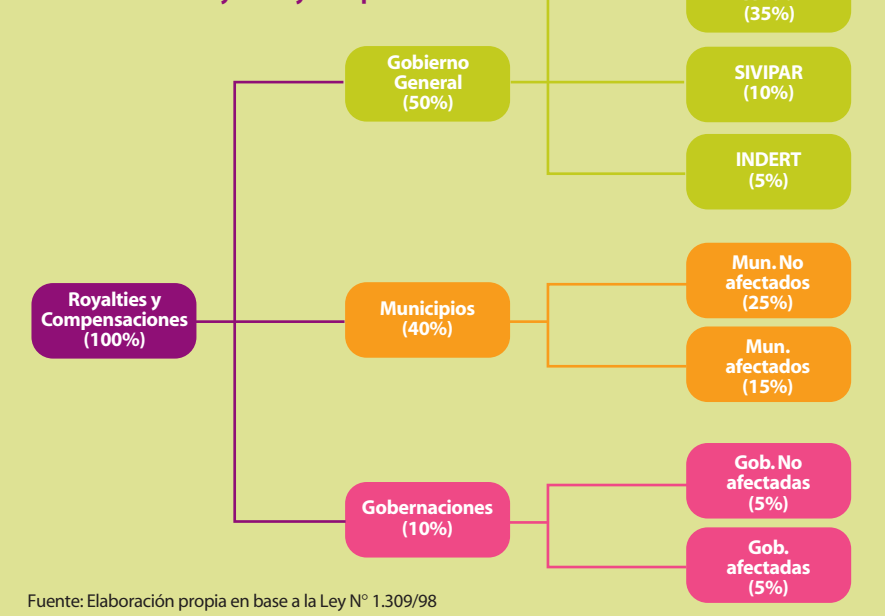 (35%)
Gobierno
General
(50%)
SIVIPAR
(10%)
INDERT
(5%)
Royalties y
Compensaciones
(100%)
Municipios
(40%)
Mun. No
afectados
(25%)
Mun.
afectados
(15%)
Gobernaciones
(10%)
Gob. No
afectadas
(5%)
Gob.
afectadas
(5%)
Fuente: Elaboración propia en base a la Ley N° 1.309/98